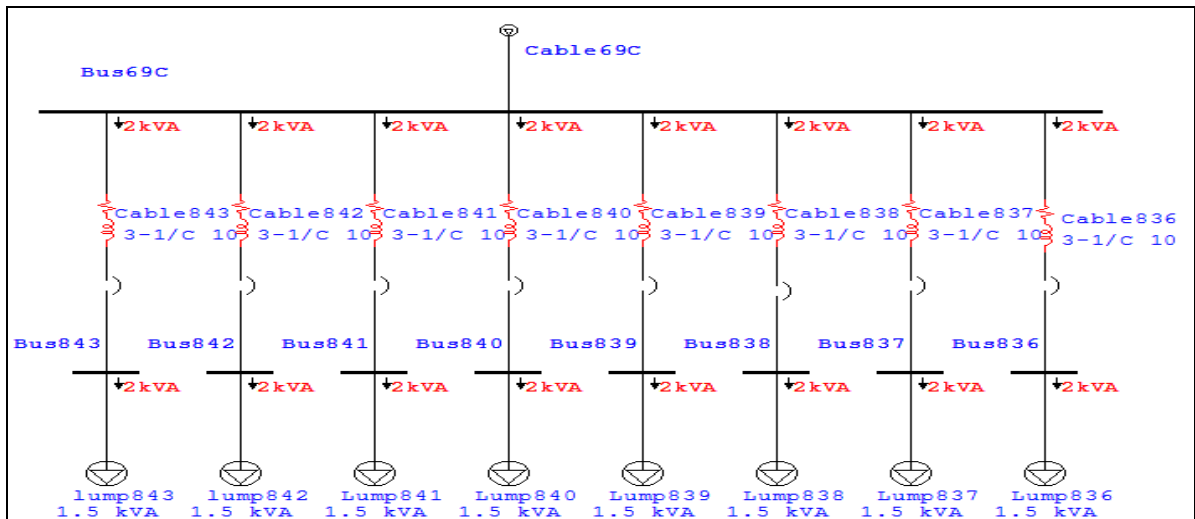 Cable69C
Bus69C
2kVA 2kVA 2kVA 2kVA 2kVA 2kVA 2kVA 2kVA
Cable843 Cable842 Cable841 Cable840 Cable839 Cable838 Cable837 Cable836
3-1/C 10 3-1/C 10 3-1/C 10 3-1/C 10 3-1/C 10 3-1/C 10 3-1/C 10 3-1/C 10
Bus843 Bus842 Bus841 Bus840 Bus839 Bus838 Bus837 Bus836
2kVA 2kVA 2kVA 2kVA 2kVA 2kVA 2kVA 2kVA
lump843 lump842 Lump841 Lump840 Lump839 Lump838 Lump837 Lump836
1.5 kVA 1.5 kVA 1.5 kVA 1.5 kVA 1.5 kVA 1.5 kVA 1.5 kVA 1.5 kVA